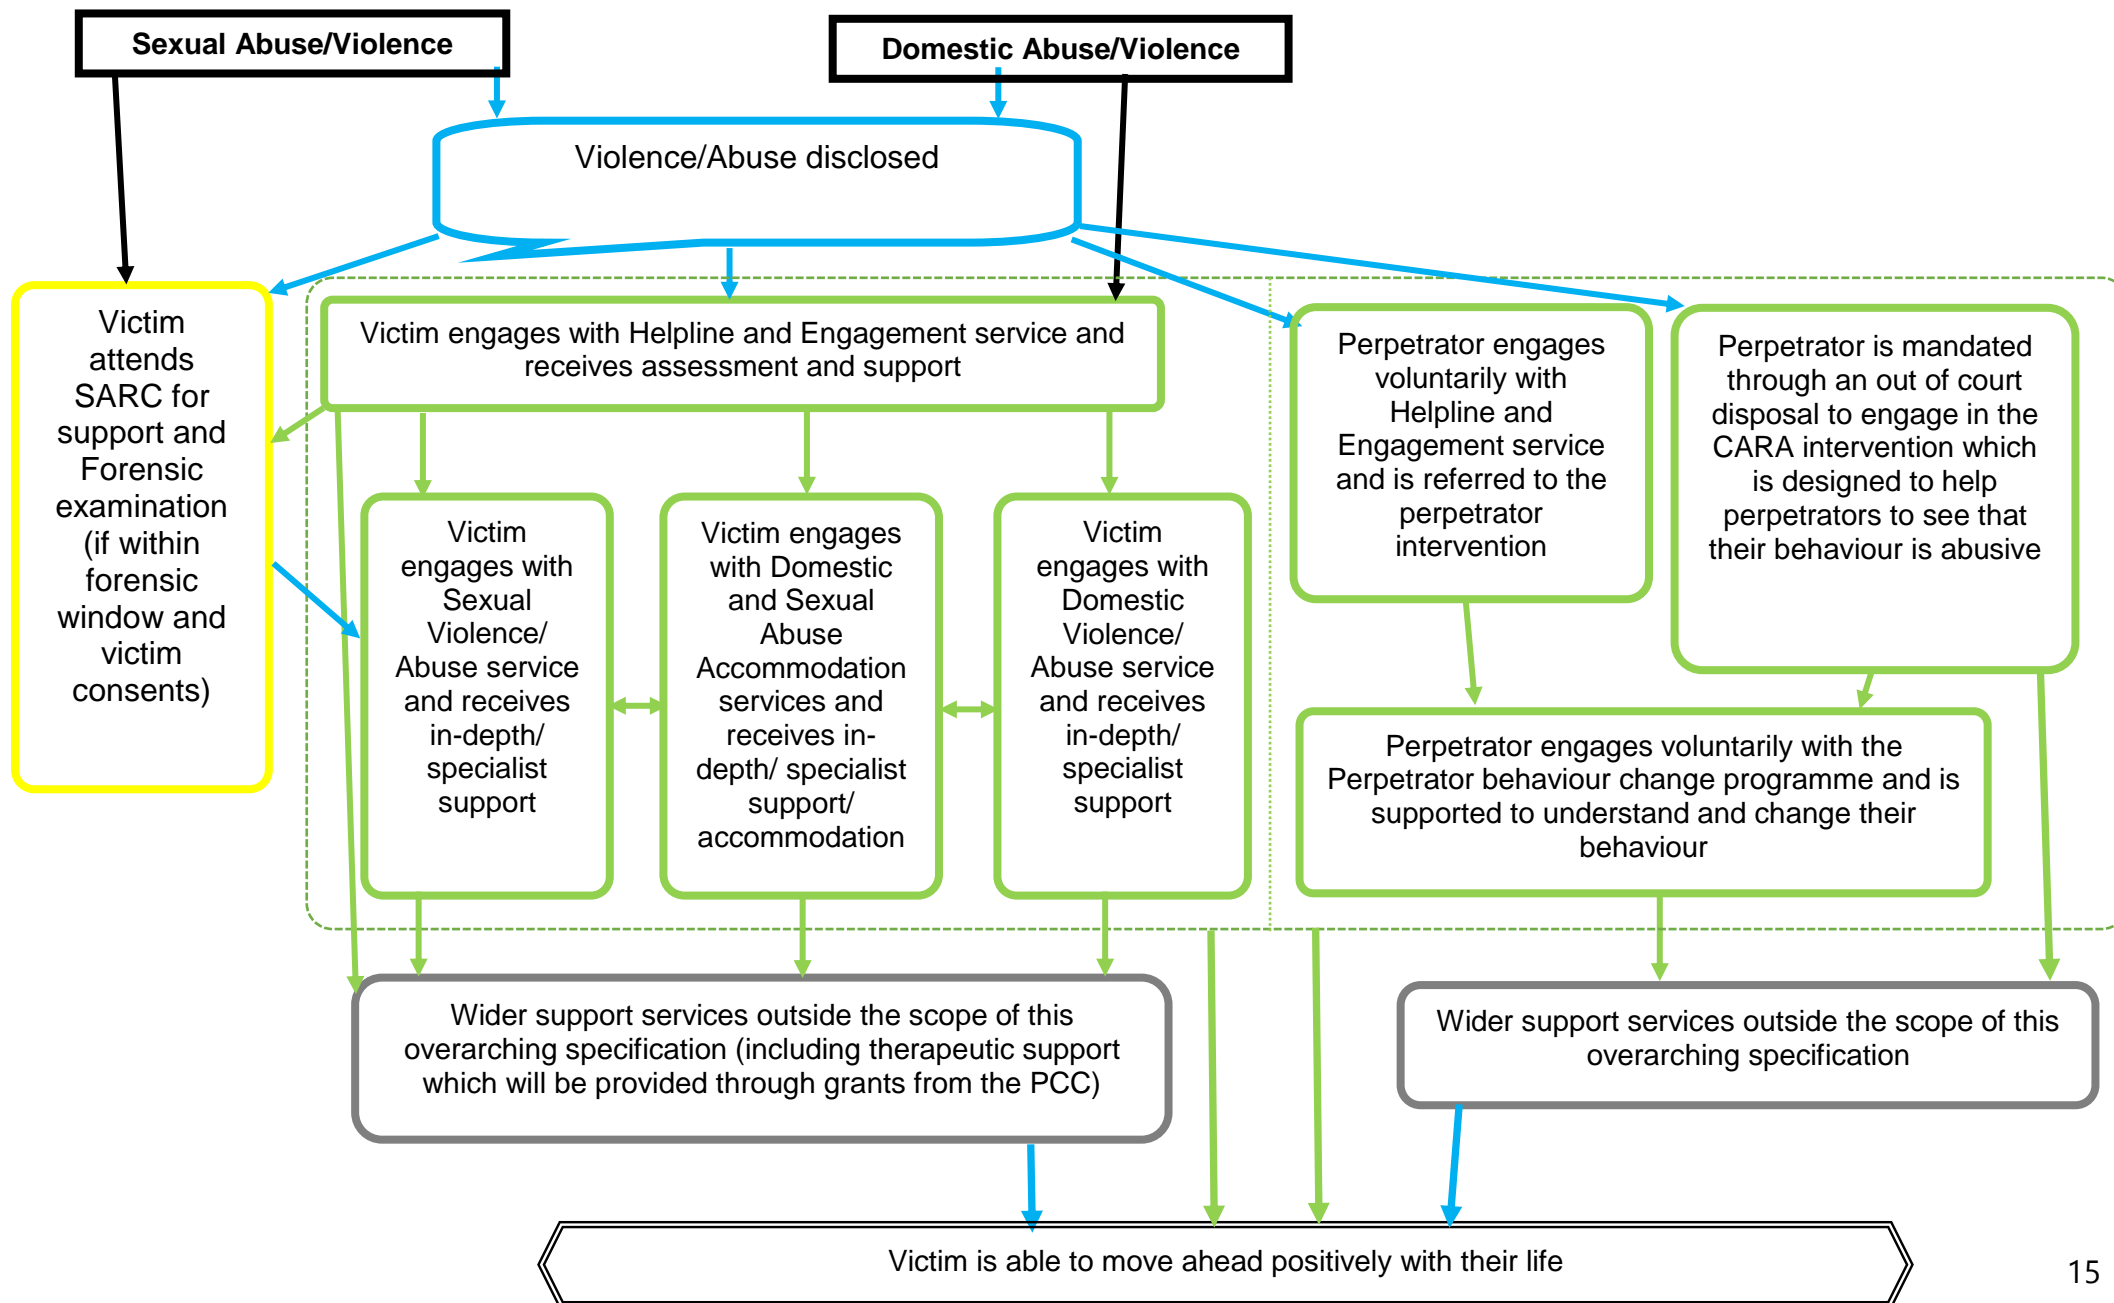 Sexual Abuse/Violence
Domestic Abuse/Violence
Violence/Abuse disclosed
Victim
attends
SARC for
support and
Forensic
examination
(if within
forensic
window and
victim
consents)
Victim engages with Helpline and Engagement service and
receives assessment and support
Perpetrator engages
voluntarily with
Helpline and
Engagement service
and is referred to the
perpetrator
intervention
Perpetrator is mandated
through an out of court
disposal to engage in the
CARA intervention which
is designed to help
perpetrators to see that
their behaviour is abusive
Victim
engages with
Sexual
Violence/
Abuse service
and receives
in-depth/
specialist
support
Victim engages
with Domestic
and Sexual
Abuse
Accommodation
services and
receives in-
depth/ specialist
support/
accommodation
Victim
engages with
Domestic
Violence/
Abuse service
and receives
in-depth/
specialist
support
Perpetrator engages voluntarily with the
Perpetrator behaviour change programme and is
supported to understand and change their
behaviour
Wider support services outside the scope of this
overarching specification (including therapeutic support
which will be provided through grants from the PCC)
Wider support services outside the scope of this
overarching specification
Victim is able to move ahead positively with their life
15